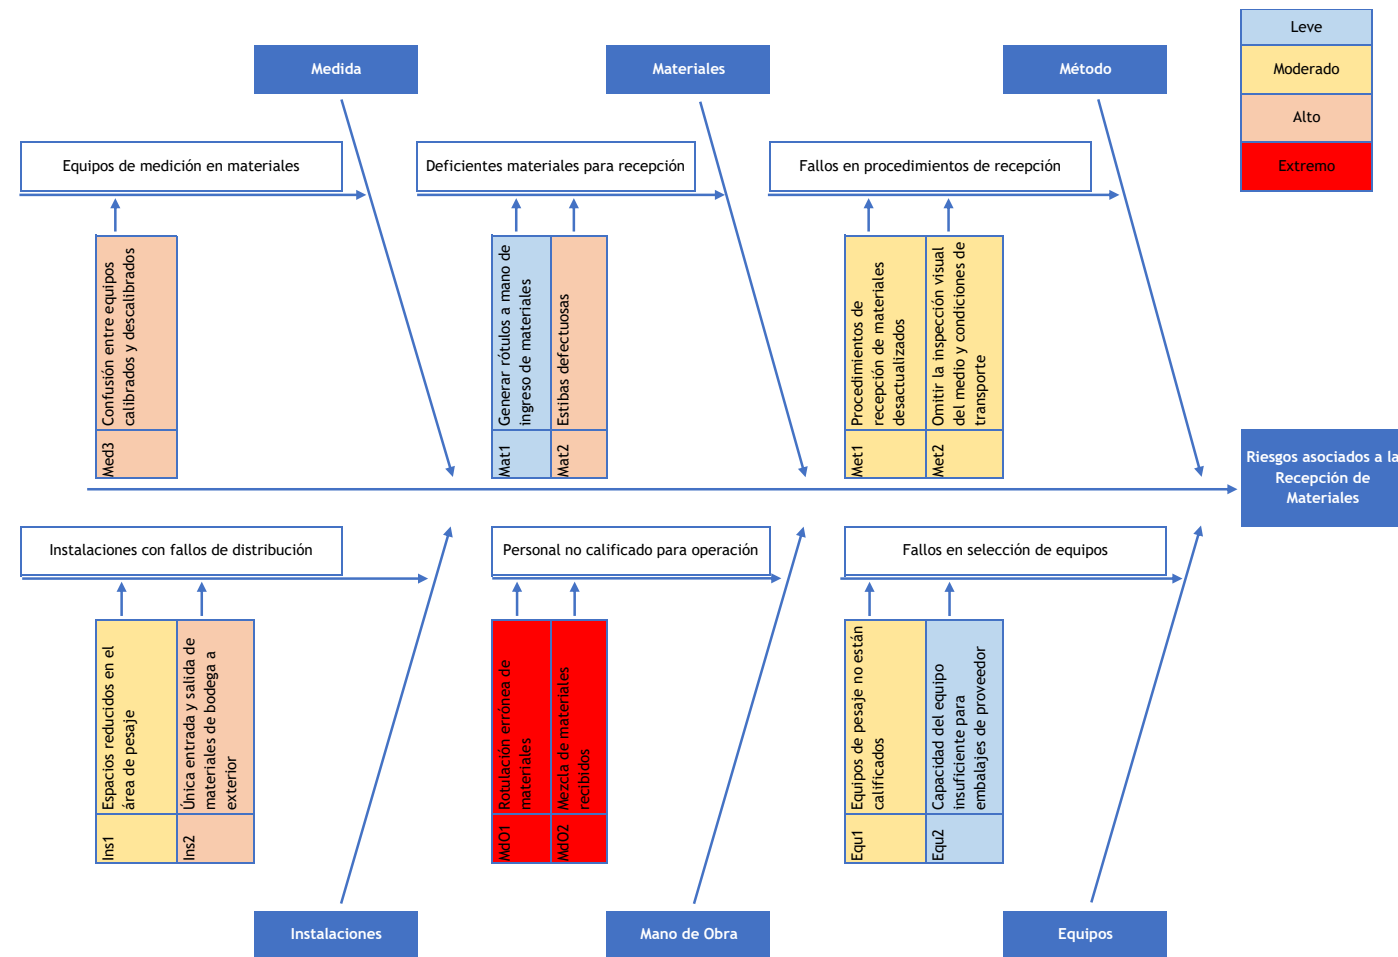 Leve
Moderado
Alto
Extremo
Medida
Materiales
Método
Equipos de medición en materiales
Deficientes materiales para recepción
Fallos en procedimientos de recepción
Med3
Confusión entre equipos
calibrados y descalibrados
Mat1
Generar rótulos a mano de
ingreso de materiales
Mat2
Estibas defectuosas
Met1
Procedimientos de
recepción de materiales
desactualizados
Met2
Omitir la inspección visual
del medio y condiciones de
transporte
Riesgos asociados a la
Recepción de
Materiales
Instalaciones con fallos de distribución
Personal no calificado para operación
Fallos en selección de equipos
Ins1
Espacios reducidos en el
área de pesaje
Ins2
Única entrada y salida de
materiales de bodega a
exterior
MdO1
Rotulación errónea de
materiales
MdO2
Mezcla de materiales
recibidos
Equ1
Equipos de pesaje no están
calificados
Equ2
Capacidad del equipo
insuficiente para
embalajes de proveedor
Instalaciones
Mano de Obra
Equipos